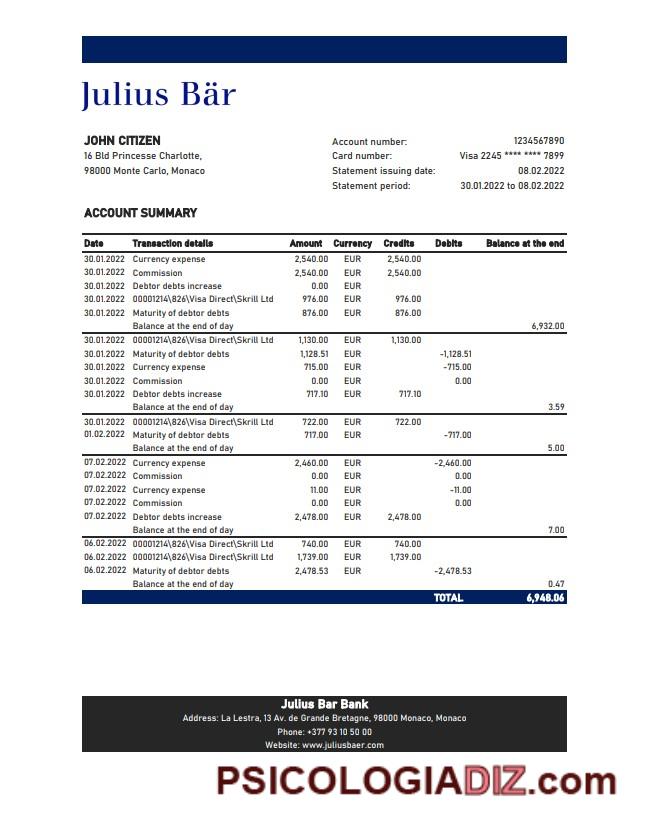 Julius Bär
JOHN CITIZEN
16 Bld Princesse Charlotte,
98000 Monte Carlo, Monaco
Account number: 1234567890
Card number: Visa 2245 **** **** 7899
Statement issuing date: 08.02.2022
Statement period: 30.01.2022 to 08.02.2022
ACCOUNT SUMMARY
Date Transaction details Amount Currency Credits Debits Balance at the end
30.01.2022 Currency expense 2,540.00 EUR 2,540.00
30.01.2022 Commission 2,540.00 EUR 2,540.00
30.01.2022 Debtor debts increase 0.00 EUR
30.01.2022 00001214\826\Visa Direct\Skrill Ltd 976.00 EUR 976.00
30.01.2022 Maturity of debtor debts 876.00 EUR 876.00
Balance at the end of day 6,932.00
30.01.2022 00001214\826\Visa Direct\Skrill Ltd 1,130.00 EUR 1,130.00
30.01.2022 Maturity of debtor debts 1,128.51 EUR -1,128.51
30.01.2022 Currency expense 715.00 EUR -715.00
30.01.2022 Commission 0.00 EUR 0.00
30.01.2022 Debtor debts increase 717.10 EUR 717.10
Balance at the end of day 3.59
30.01.2022 00001214\826\Visa Direct\Skrill Ltd 722.00 EUR 722.00
01.02.2022 Maturity of debtor debts 717.00 EUR -717.00
Balance at the end of day 5.00
07.02.2022 Currency expense 2,460.00 EUR -2,460.00
07.02.2022 Commission 0.00 EUR 0.00
07.02.2022 Currency expense 11.00 EUR -11.00
07.02.2022 Commission 0.00 EUR 0.00
07.02.2022 Debtor debts increase 2,478.00 EUR 2,478.00
Balance at the end of day 7.00
06.02.2022 00001214\826\Visa Direct\Skrill Ltd 740.00 EUR 740.00
06.02.2022 00001214\826\Visa Direct\Skrill Ltd 1,739.00 EUR 1,739.00
06.02.2022 Maturity of debtor debts 2,478.53 EUR -2,478.53
Balance at the end of day 0.47
TOTAL 6,948.06
Julius Bar Bank
Address: La Lestra, 13 Av. de Grande Bretagne, 98000 Monaco, Monaco
Phone: +377 93 10 50 00
Website: www.juliusbaer.com
PSICOLOGIADIZ.com